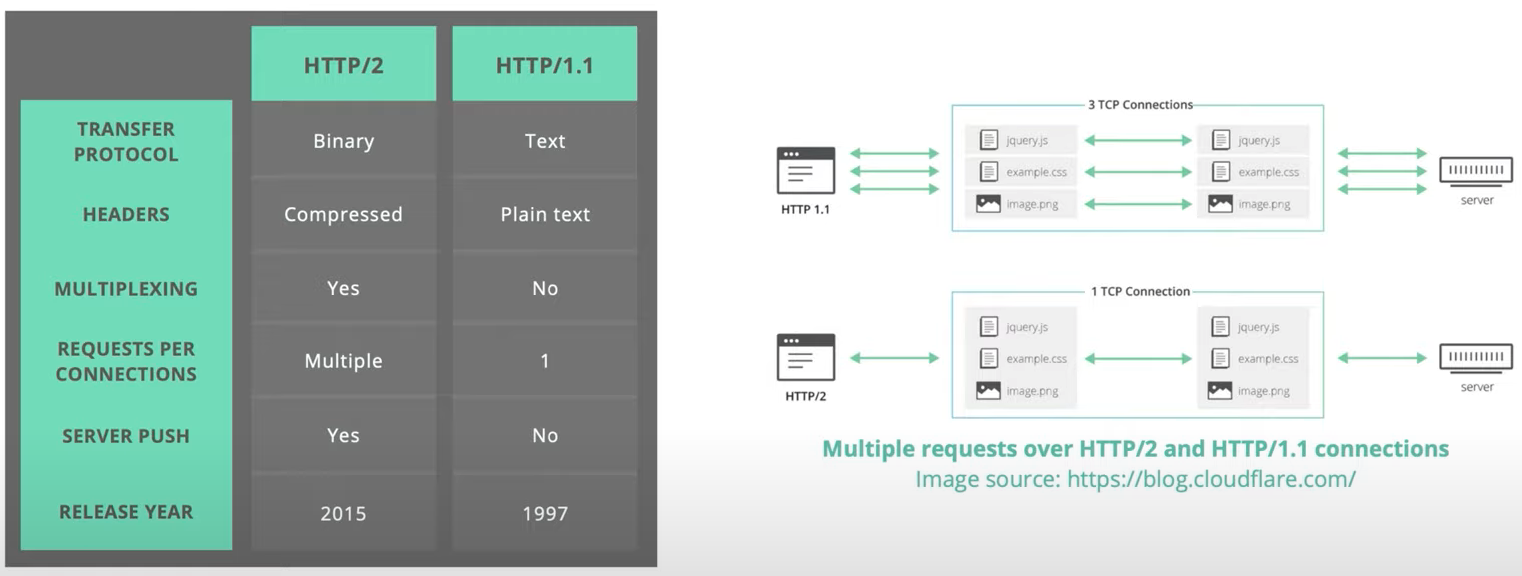 HTTP/2 HTTP/1.1
TRANSFER
PROTOCOL
Binary Text
HEADERS Compressed Plain text
MULTIPLEXING Yes No
REQUESTS PER
CONNECTIONS
Multiple 1
SERVER PUSH Yes No
RELEASE YEAR 2015 1997
3 TCP Connections
jquery.js jquery.js
example.css example.css
image.png image.png
HTTP 1.1
server
1 TCP Connection
jquery.js jquery.js
example.css example.css
image.png image.png
HTTP/2
server
Multiple requests over HTTP/2 and HTTP/1.1 connections
Image source: https://blog.cloudflare.com/